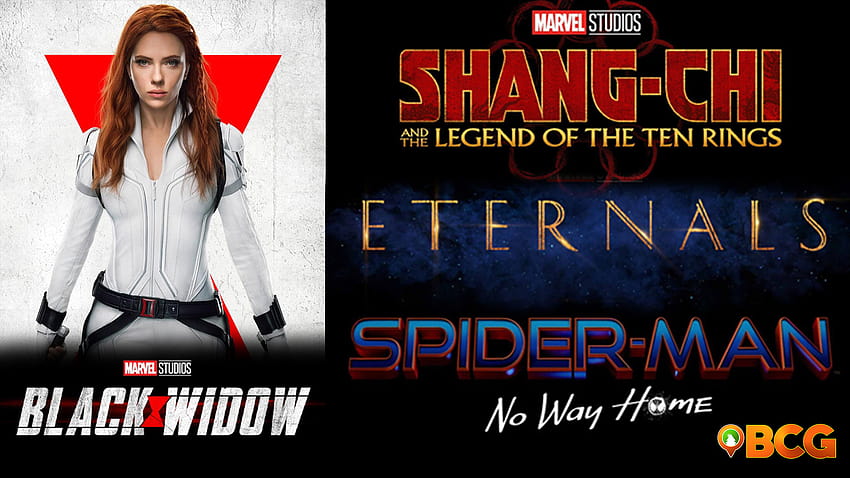 MARVEL STUDIOS
BLACK WIDOW
MARVEL STUDIOS
SHANG-CHI
AND THE LEGEND OF THE TEN RINGS
ETERNALS
SPIDER-MAN
No Way Home
BCG